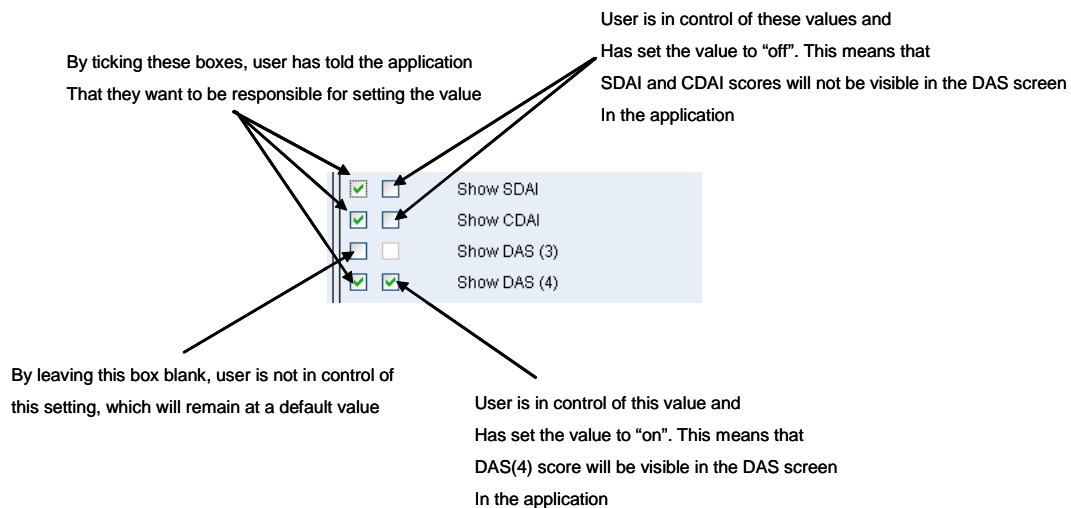 User is in control of these values and
Has set the value to “off”. This means that
SDAI and CDAI scores will not be visible in the DAS screen
In the application
By ticking these boxes, user has told the application
That they want to be responsible for setting the value
Show SDAI
Show CDAI
Show DAS (3)
Show DAS (4)
By leaving this box blank, user is not in control of
this setting, which will remain at a default value
User is in control of this value and
Has set the value to “on”. This means that
DAS(4) score will be visible in the DAS screen
In the application